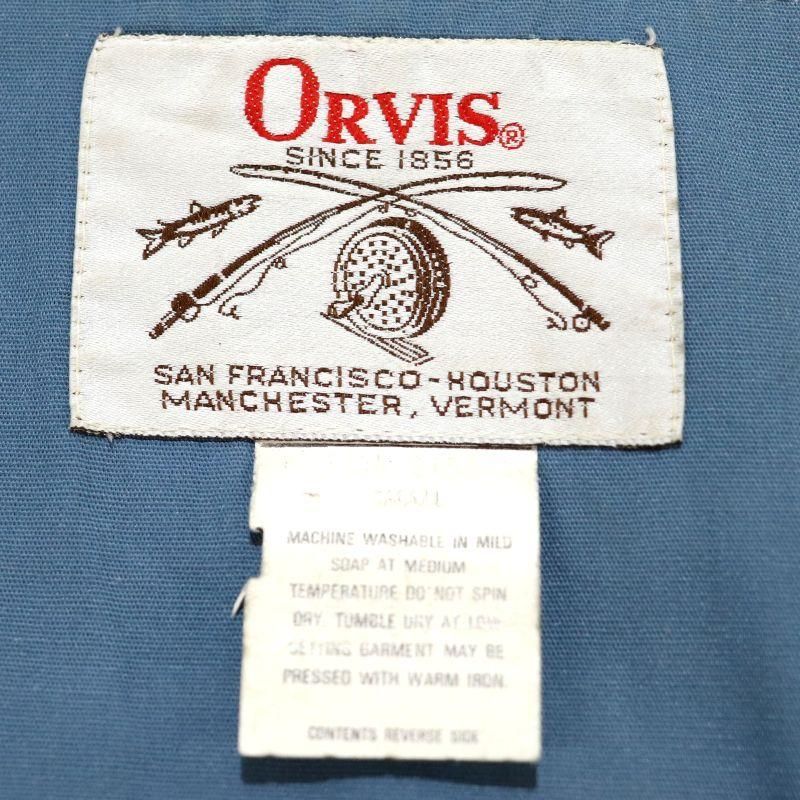 ORVIS®
SINCE 1856
SAN FRANCISCO-HOUSTON
MANCHESTER, VERMONT
MACHINE WASHABLE IN MILD
SOAP AT MEDIUM
TEMPERATURE DO NOT SPIN
DRY. TUMBLE DRY AT LOW
SETTING GARMENT MAY BE
PRESSED WITH WARM IRON.
CONTENTS REVERSE SIDE